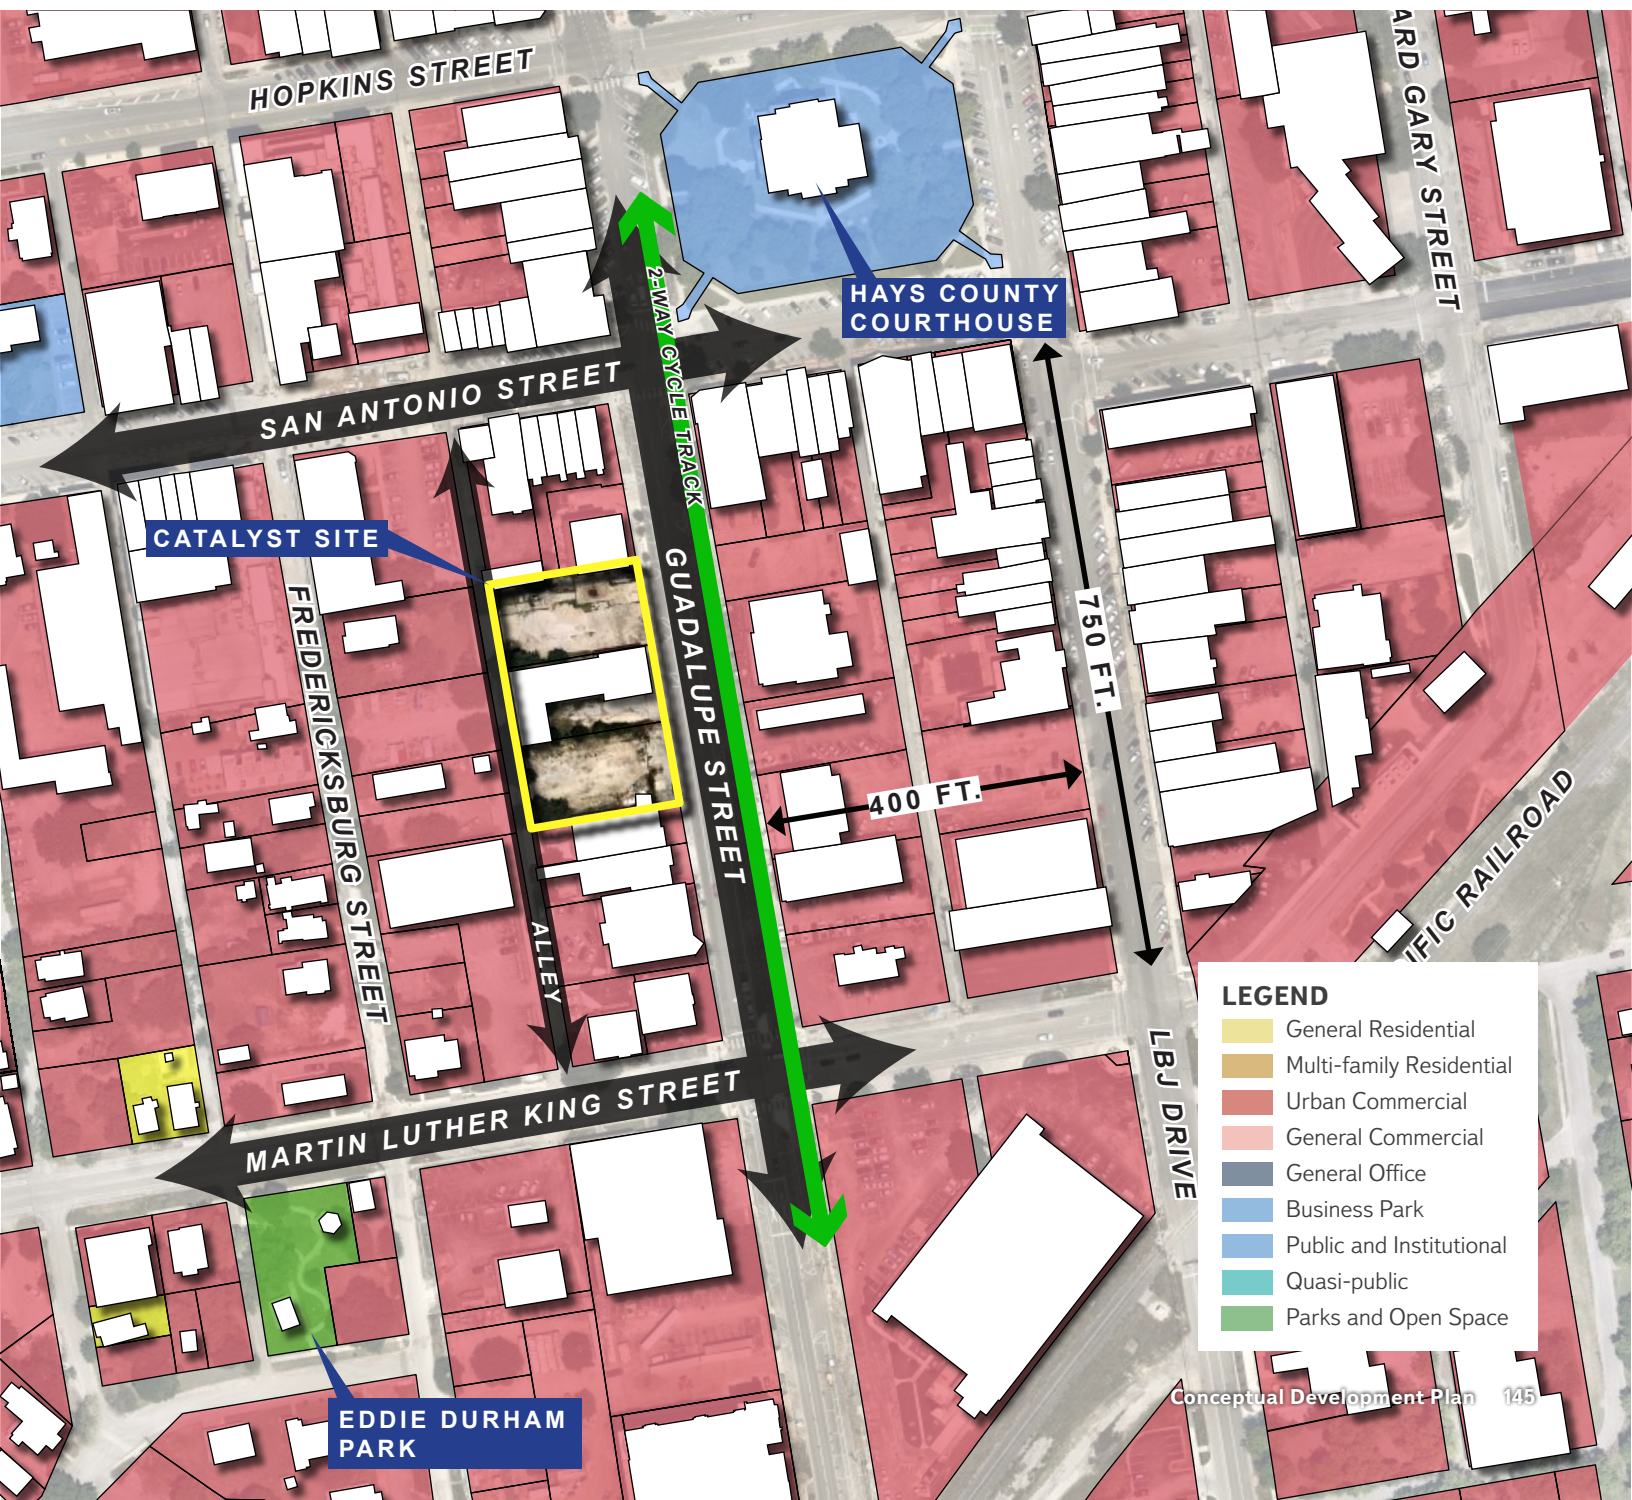 HOPKINS STREET
ARD GARY STREET
2-WAY CYCLE TRACK
HAYS COUNTY
COURTHOUSE
SAN ANTONIO STREET
CATALYST SITE
GUADALUPE STREET
FREDERICKSBURG STREET
750 FT.
400 FT.
IFIC RAILROAD
ALLEY
MARTIN LUTHER KING STREET
LBJ DRIVE
LEGEND
General Residential
Multi-family Residential
Urban Commercial
General Commercial
General Office
Business Park
Public and Institutional
Quasi-public
Parks and Open Space
Conceptual Development Plan 145
EDDIE DURHAM
PARK